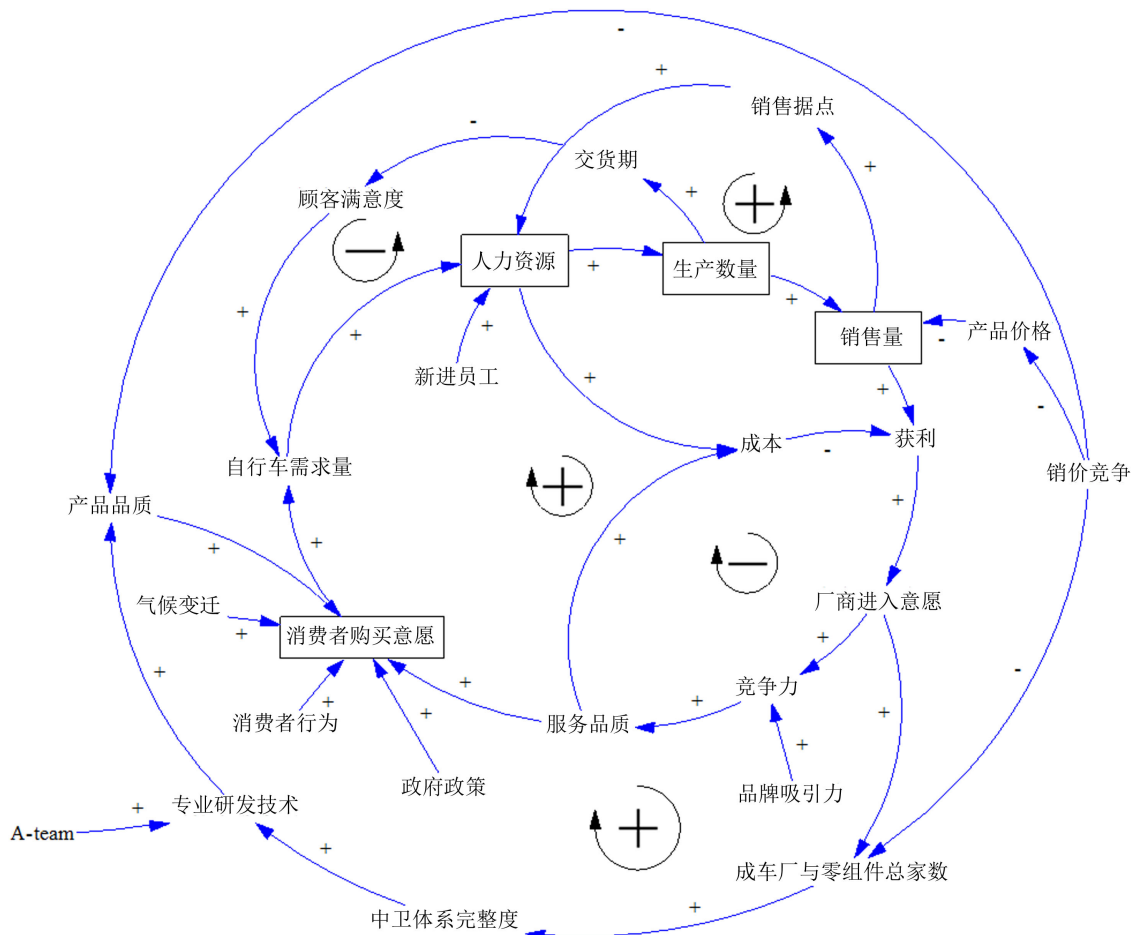 -
+
销售据点
-
交货期
+
+
+
顾客满意度
-
人力资源
+
生产数量
+
+
+
+
销售量
-
产品价格
新进员工
+
+
-
成本
-
获利
自行车需求量
销价竞争
产品品质
+
+
+
+
+
气候变迁
+
消费者购买意愿
厂商进入意愿
+
+
+
竞争力
-
消费者行为
+
+
服务品质
+
+
+
政府政策
品牌吸引力
专业研发技术
+
A-team
+
+
成车厂与零组件总家数
中卫体系完整度
+